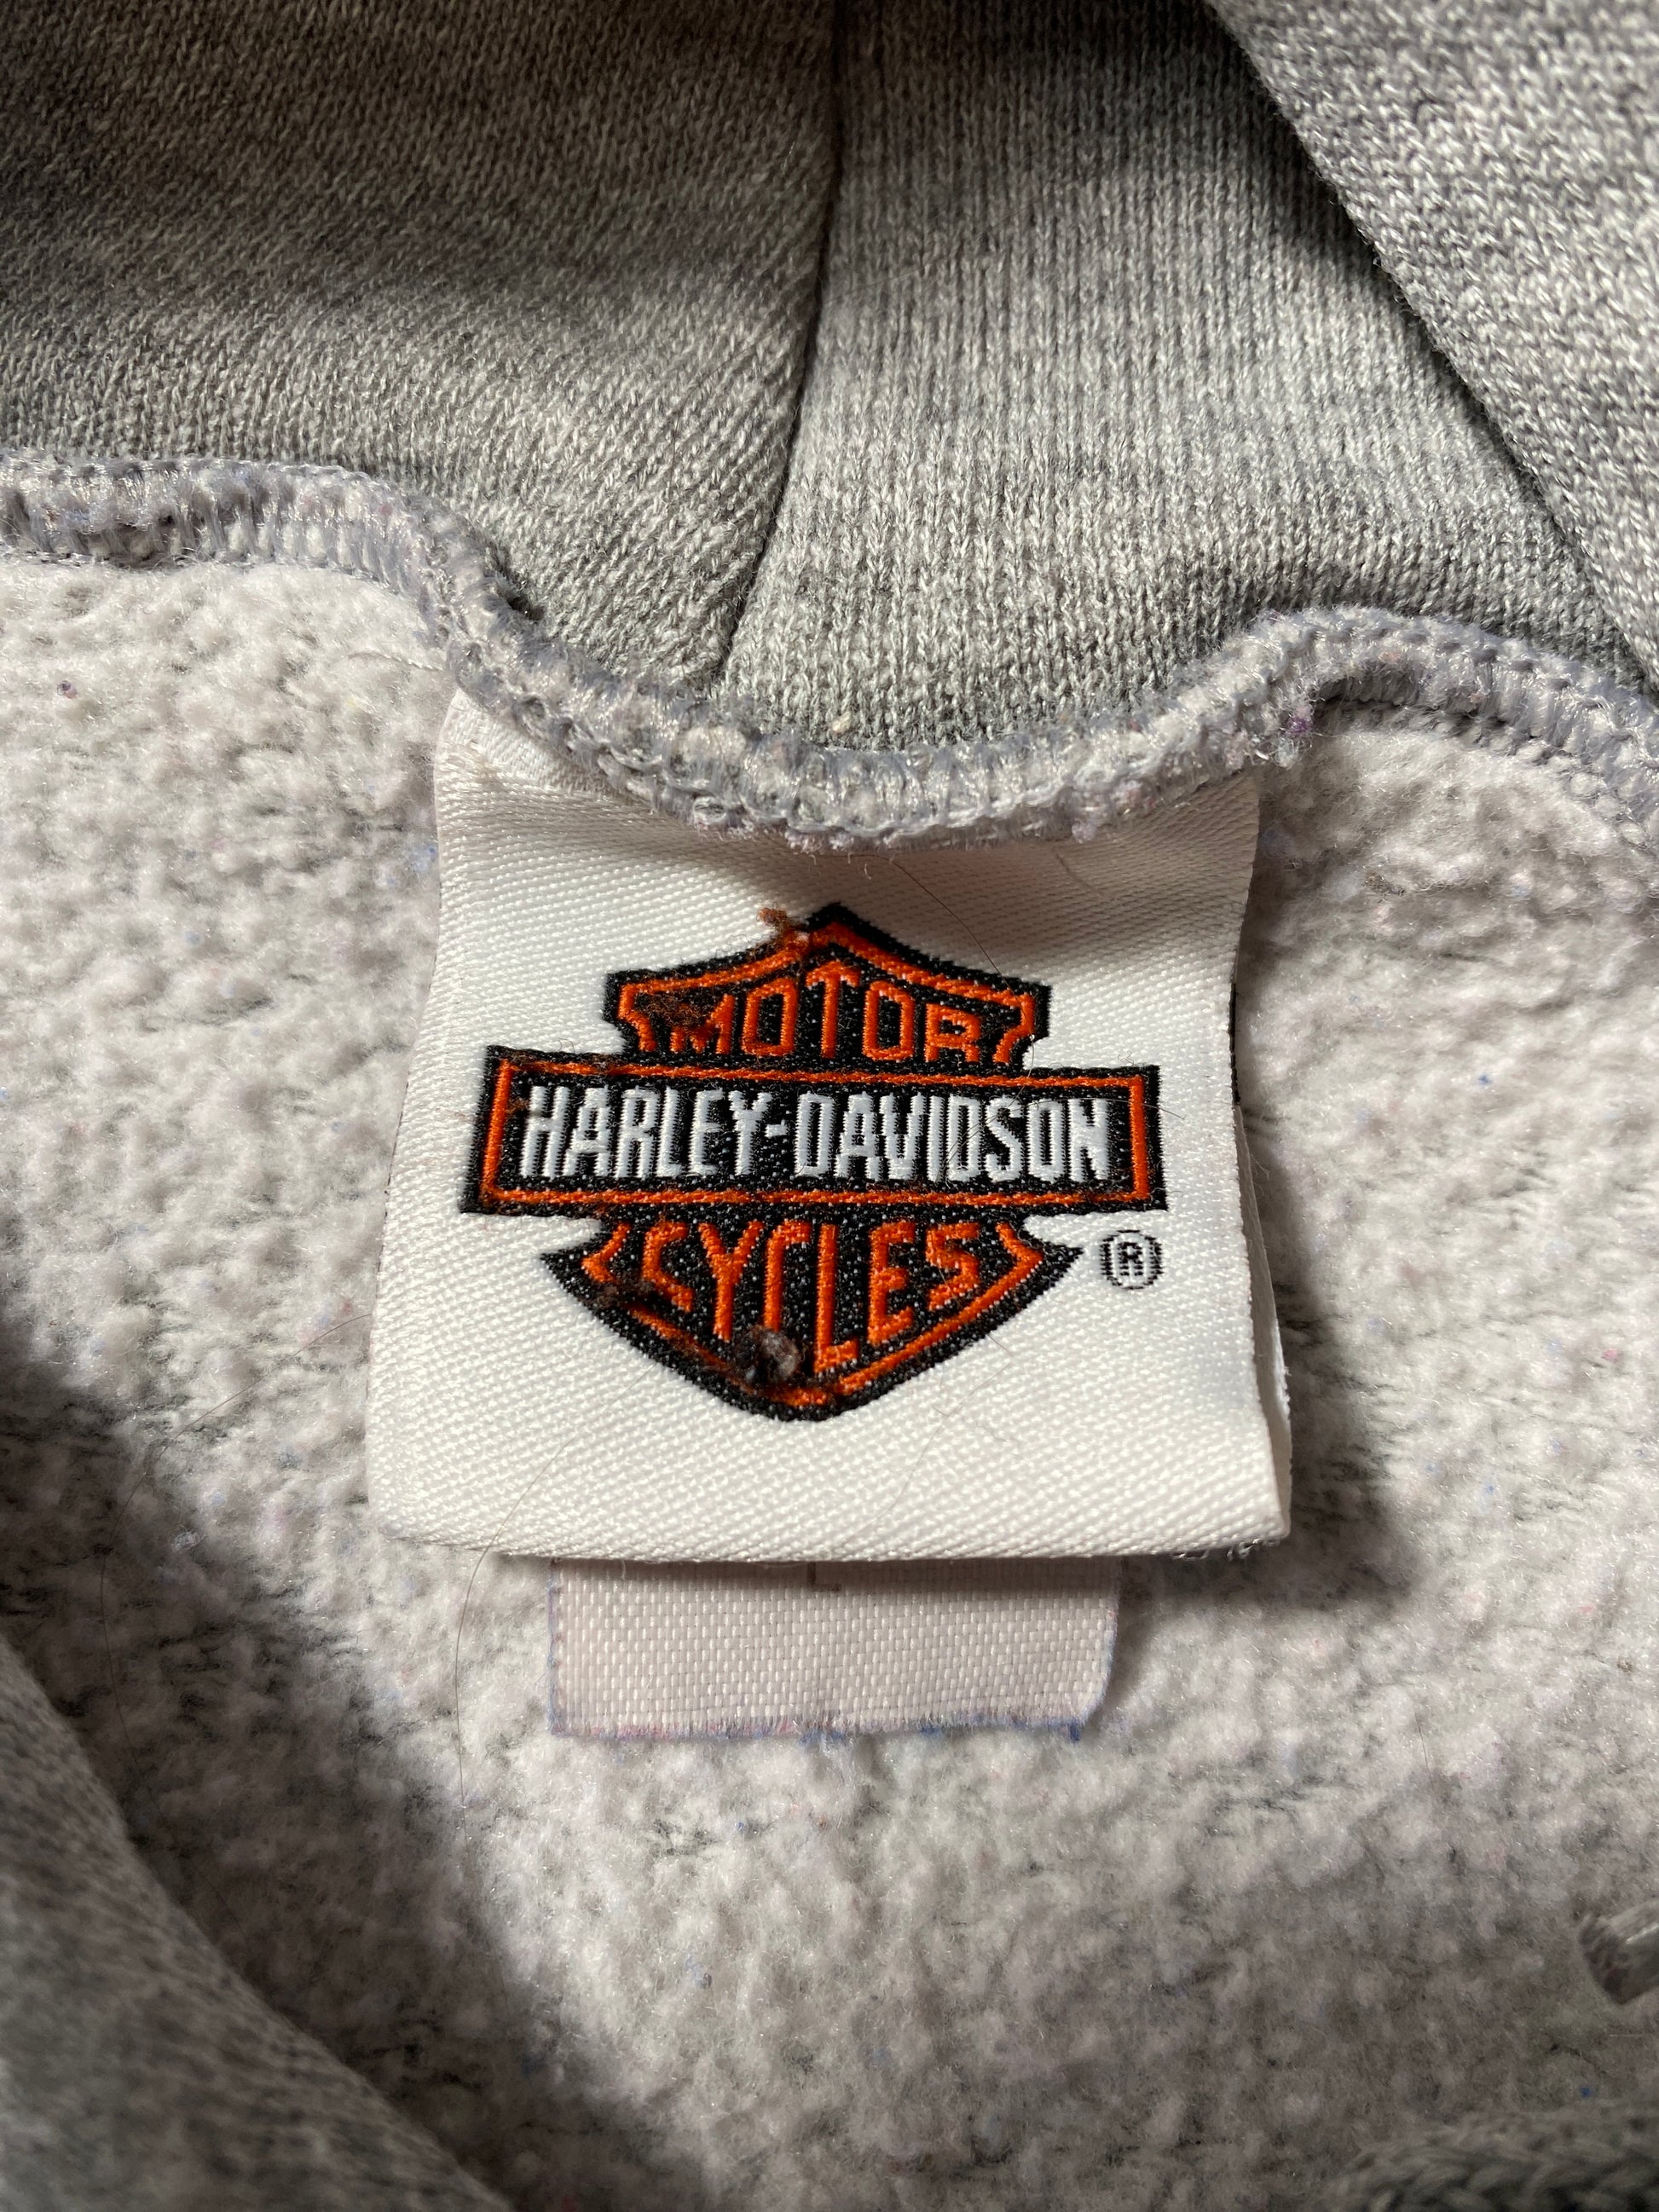 MOTOR
HARLEY-DAVIDSON
CYCLES
®